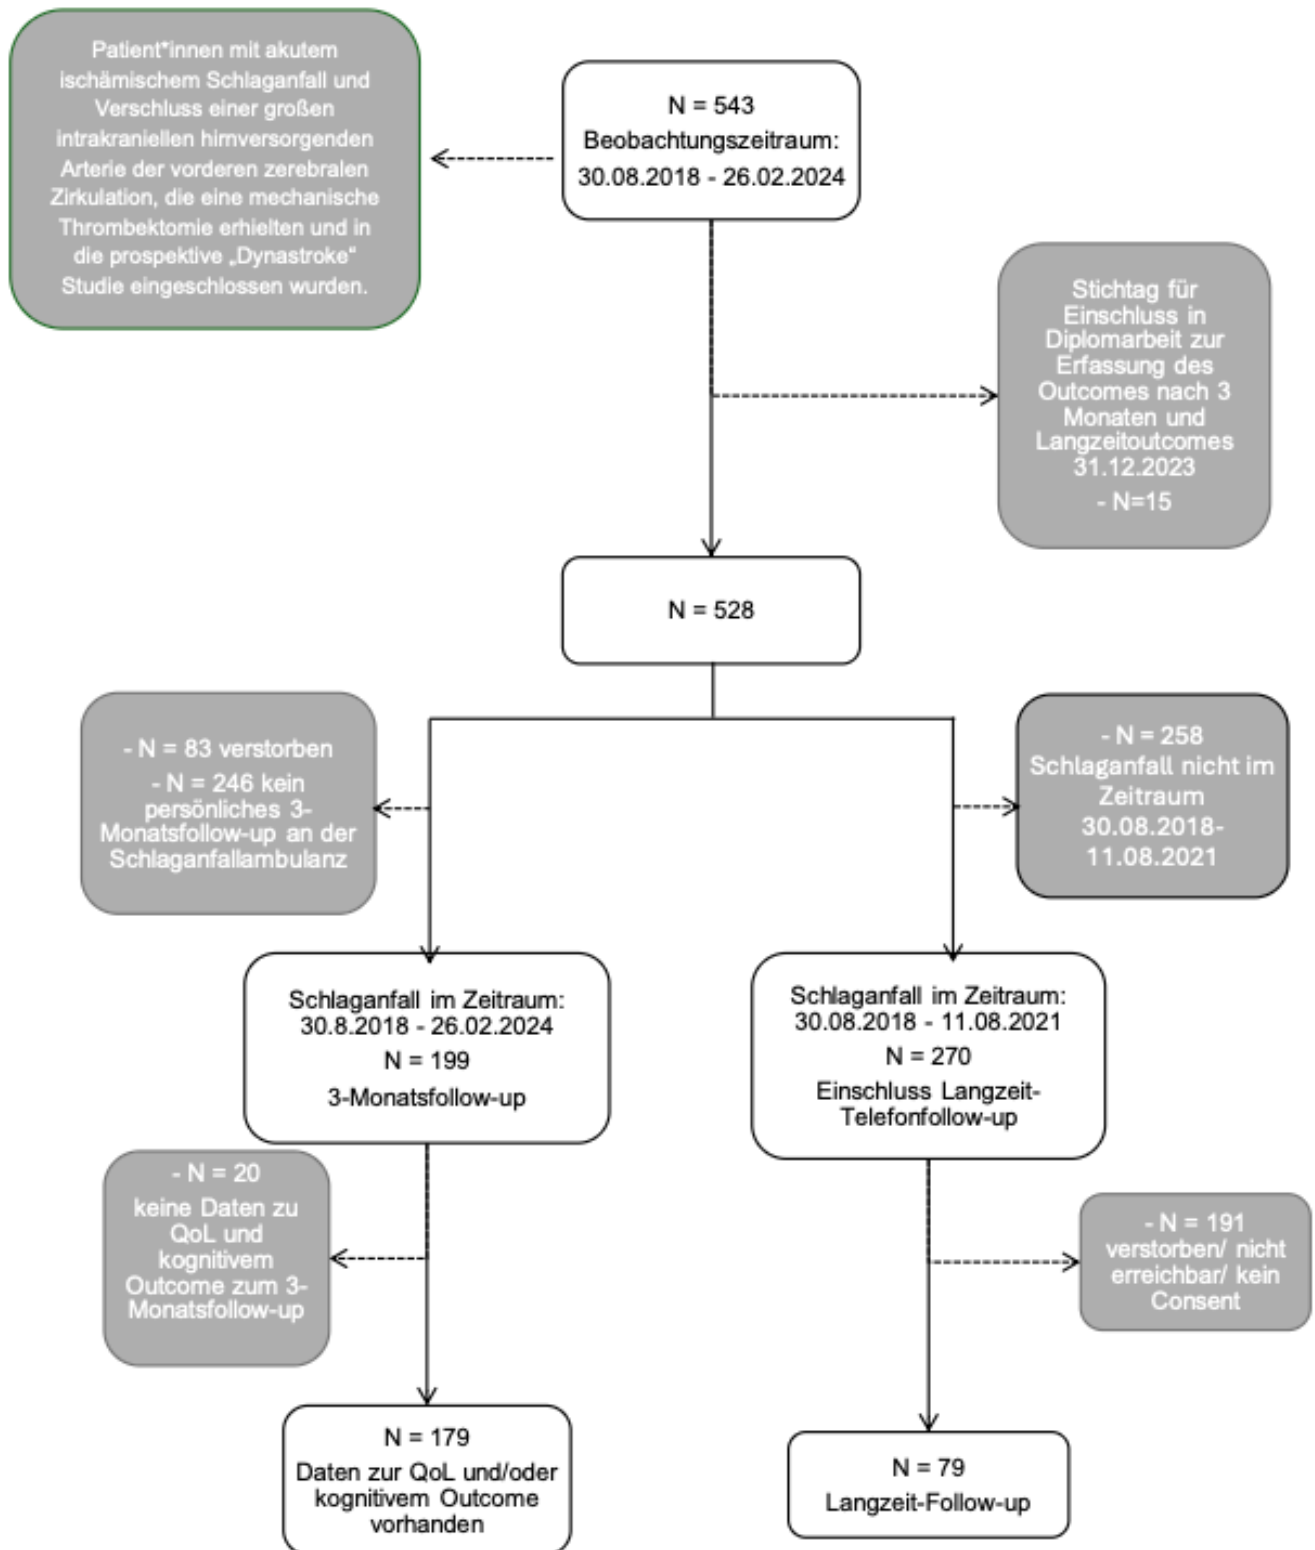 Patient*innen mit akutem
ischämischem Schlaganfall und
Verschluss einer großen
intrakraniellen hirnversorgenden
Arterie der vorderen zerebralen
Zirkulation, die eine mechanische
Thrombektomie erhielten und in
die prospektive „Dynastroke“
Studie eingeschlossen wurden.
N = 543
Beobachtungszeitraum:
30.08.2018 - 26.02.2024
Stichtag für
Einschluss in
Diplomarbeit zur
Erfassung des
Outcomes nach 3
Monaten und
Langzeitoutcomes
31.12.2023
- N=15
N = 528
- N = 83 verstorben
- N = 246 kein
persönliches 3-
Monatsfollow-up an der
Schlaganfallambulanz
- N = 258
Schlaganfall nicht im
Zeitraum
30.08.2018-
11.08.2021
Schlaganfall im Zeitraum:
30.8.2018 - 26.02.2024
N = 199
3-Monatsfollow-up
Schlaganfall im Zeitraum:
30.08.2018 - 11.08.2021
N = 270
Einschluss Langzeit-
Telefonfollow-up
- N = 20
keine Daten zu
QoL und
kognitivem
Outcome zum 3-
Monatsfollow-up
- N = 191
verstorben/ nicht
erreichbar/ kein
Consent
N = 179
Daten zur QoL und/oder
kognitivem Outcome
vorhanden
N = 79
Langzeit-Follow-up